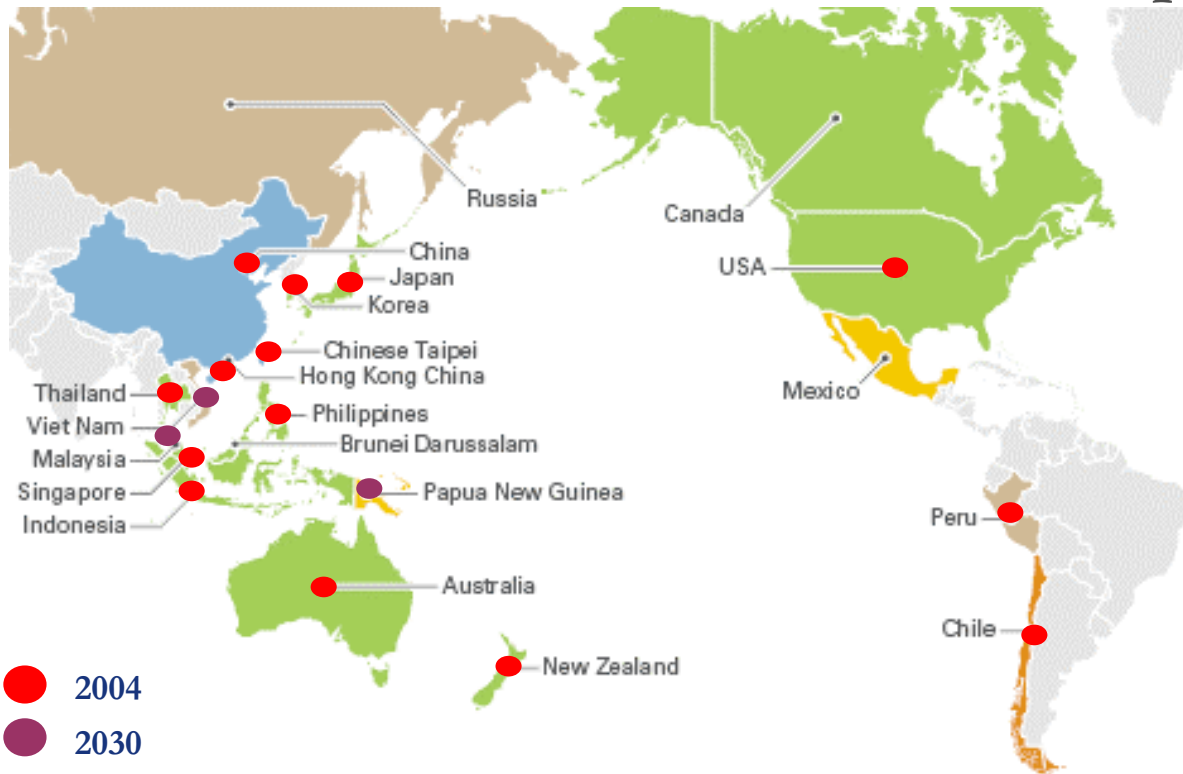 Russia
Canada
China
USA
Japan
Korea
Chinese Taipei
Hong Kong China
Thailand
Mexico
Philippines
Viet Nam
Brunei Darussalam
Malaysia
Singapore
Papua New Guinea
Peru
Indonesia
Australia
Chile
New Zealand
2004
2030